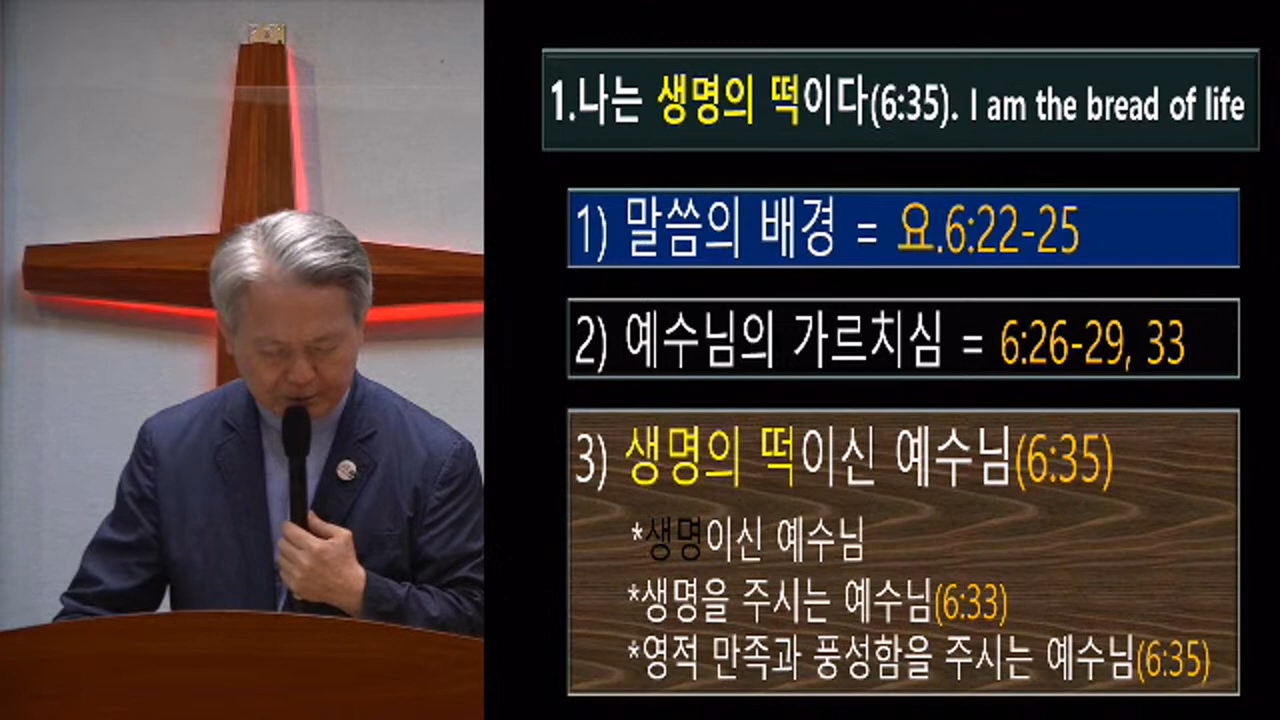 1.나는 생명의 떡이다(6:35). I am the bread of life
1) 말씀의 배경 = 요.6:22-25
2) 예수님의 가르치심 = 6:26-29, 33
3) 생명의 떡이신 예수님(6:35)
*생명이신 예수님
*생명을 주시는 예수님(6:33)
*영적 만족과 풍성함을 주시는 예수님(6:35)